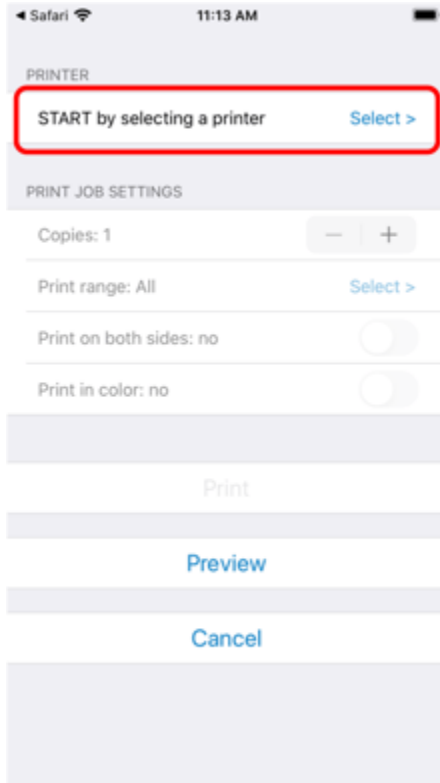 ◀ Safari 11:13 AM
PRINTER
START by selecting a printer Select >
PRINT JOB SETTINGS
Copies: 1 − +
Print range: All Select >
Print on both sides: no
Print in color: no
Print
Preview
Cancel